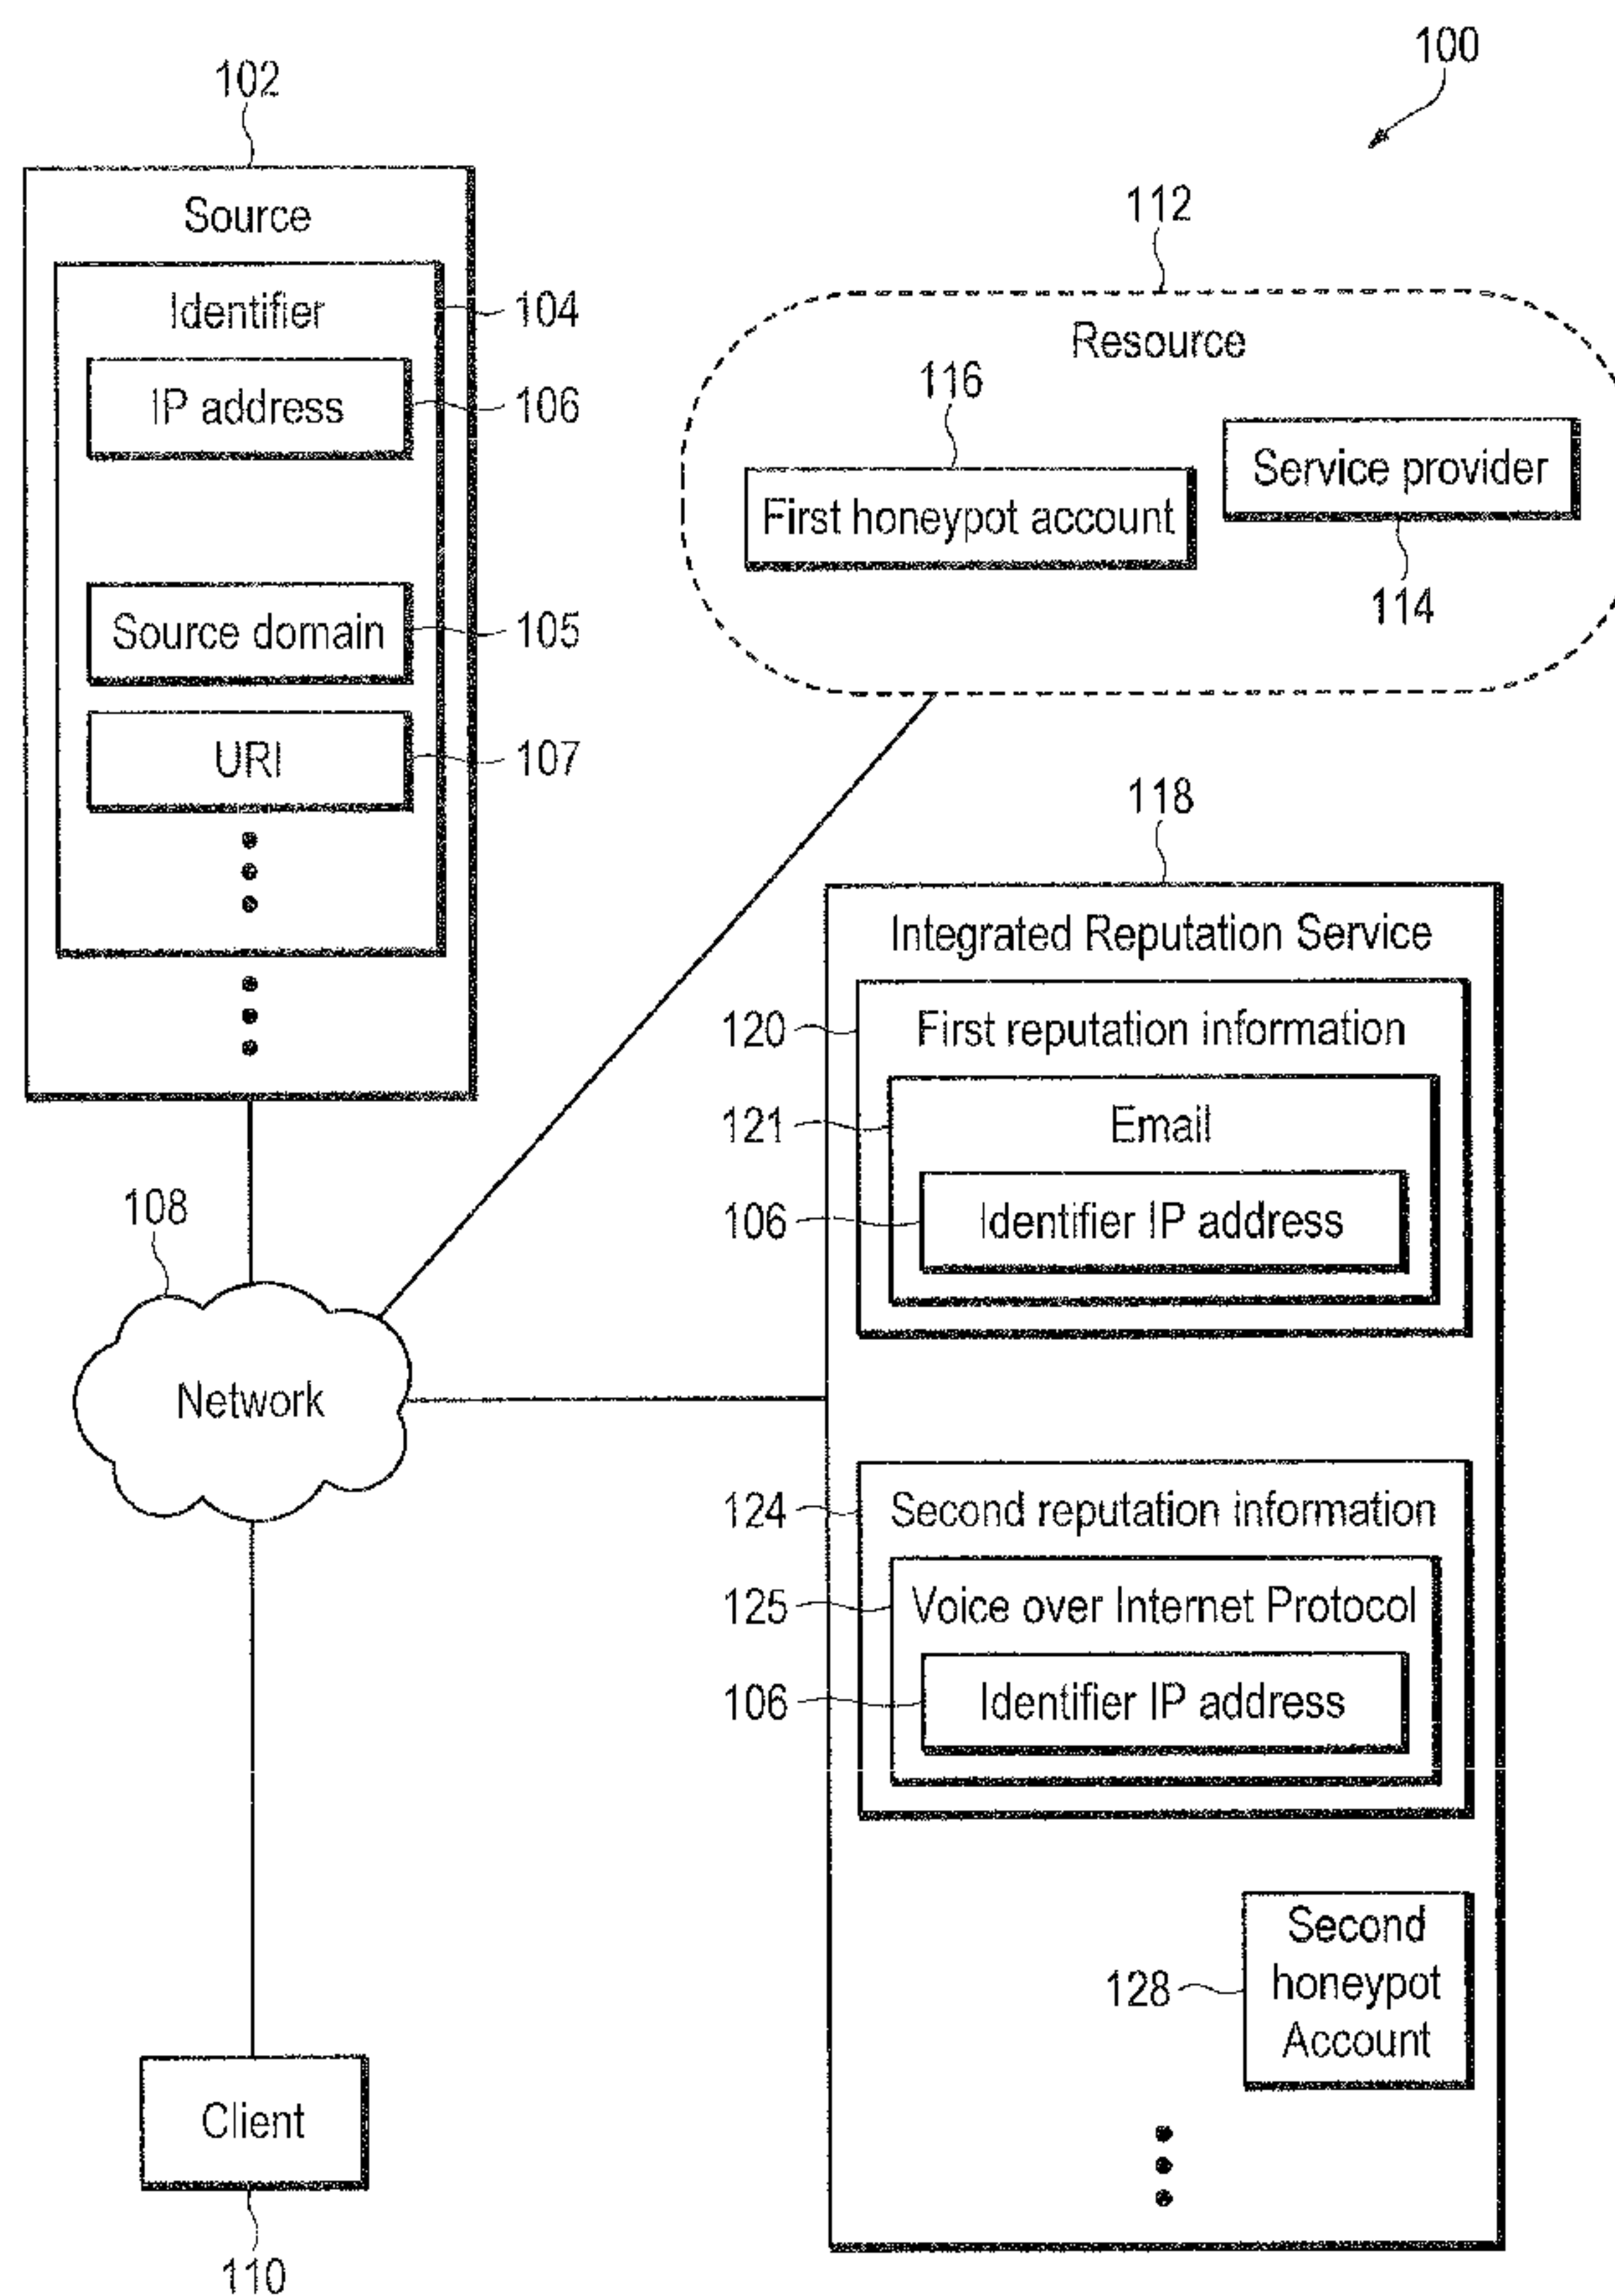 100
102
Source
Identifier
104
IP address
106
Source domain
105
URI
107
112
Resource
116
First honeypot account
Service provider
114
118
Integrated Reputation Service
120
First reputation information
121
Email
106
Identifier IP address
108
Network
124
Second reputation information
125
Voice over Internet Protocol
106
Identifier IP address
128
Second
honeypot
Account
Client
110